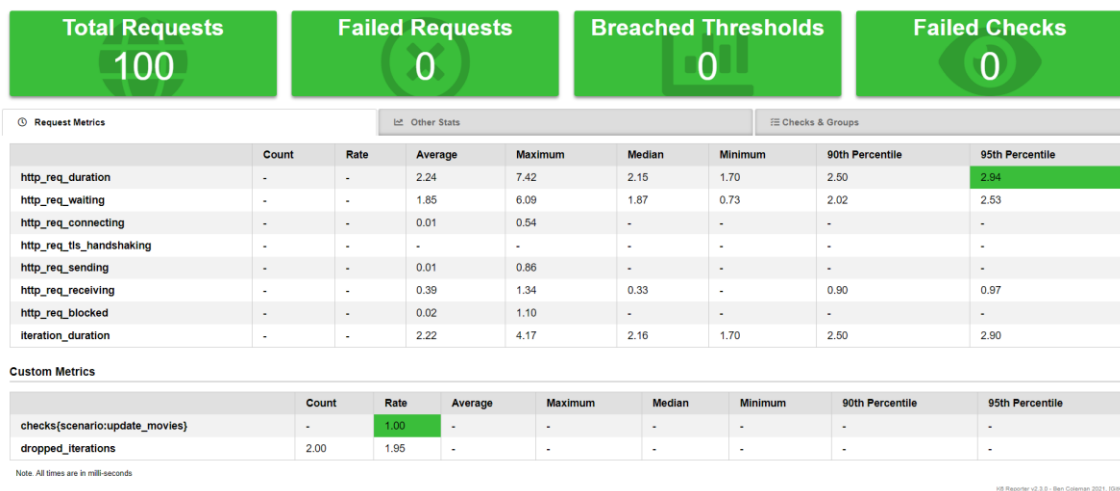 Total Requests Failed Requests Breached Thresholds Failed Checks
100 0 0 0
Request Metrics Other Stats Checks & Groups
Count Rate Average Maximum Median Minimum 90th Percentile 95th Percentile
http_req_duration - - 2.24 7.42 2.15 1.70 2.50 2.94
http_req_waiting - - 1.85 6.09 1.87 0.73 2.02 2.53
http_req_connecting - - 0.01 0.54 - - - -
http_req_tls_handshaking - - - - - - - -
http_req_sending - - 0.01 0.86 - - - -
http_req_receiving - - 0.39 1.34 0.33 - 0.90 0.97
http_req_blocked - - 0.02 1.10 - - - -
iteration_duration - - 2.22 4.17 2.16 1.70 2.50 2.90
Custom Metrics
Count Rate Average Maximum Median Minimum 90th Percentile 95th Percentile
checks{scenario:update_movies} - 1.00 - - - - - -
dropped_iterations 2.00 1.95 - - - - - -
Note. All times are in milli-seconds
K6 Reporter v2.3.0 - Ben Coleman 2021.